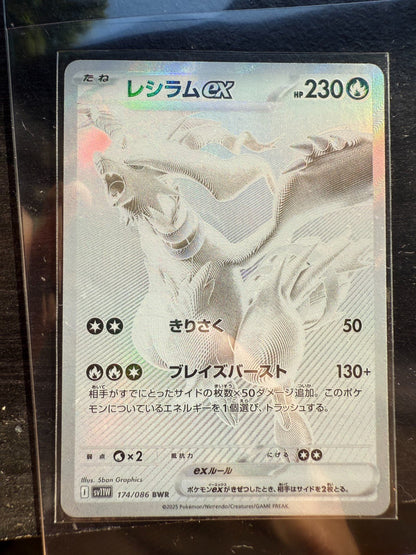 たね
レシラムex HP 230
きりさく 50
ブレイズバースト 130+
相手がすでにとったサイドの枚数×50ダメージ追加。このポケ
モンについているエネルギーを1個選び、トラッシュする。
弱点 ×2 抵抗力 にげる
exルール
ポケモンexがきぜつしたとき、相手はサイドを2枚とる。
Illus. 5ban Graphics
I SV11W 174/086 BWR
©2025 Pokémon/Nintendo/Creatures/GAME FREAK.